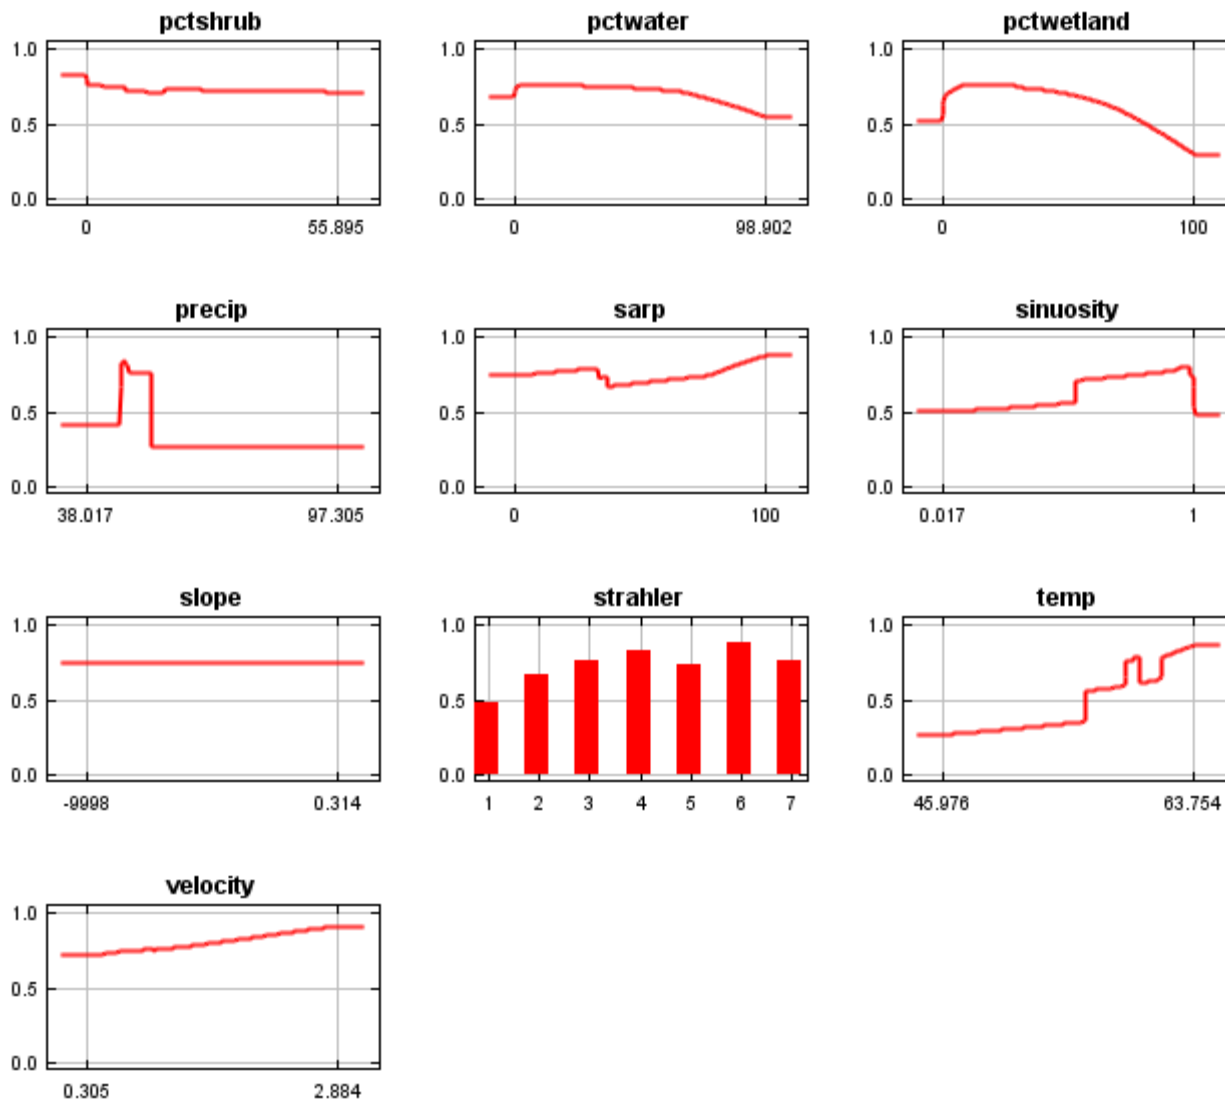 pctshrub pctwater pctwetland
1.0 1.0 1.0
0.5 0.5 0.5
0.0 0.0 0.0
0 55.895 0 98.902 0 100
precip sarp sinuosity
1.0 1.0 1.0
0.5 0.5 0.5
0.0 0.0 0.0
38.017 97.305 0 100 0.017 1
slope strahler temp
1.0 1.0 1.0
0.5 0.5 0.5
0.0 0.0 0.0
-9998 0.314 1 2 3 4 5 6 7 45.976 63.754
velocity
1.0
0.5
0.0
0.305 2.884